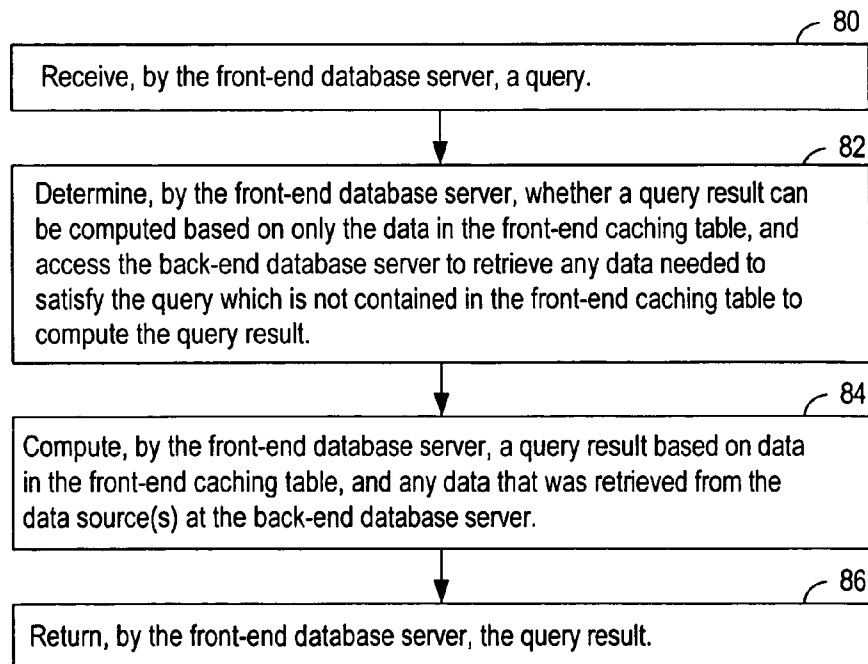 80
Receive, by the front-end database server, a query.
82
Determine, by the front-end database server, whether a query result can
be computed based on only the data in the front-end caching table, and
access the back-end database server to retrieve any data needed to
satisfy the query which is not contained in the front-end caching table to
compute the query result.
84
Compute, by the front-end database server, a query result based on data
in the front-end caching table, and any data that was retrieved from the
data source(s) at the back-end database server.
86
Return, by the front-end database server, the query result.